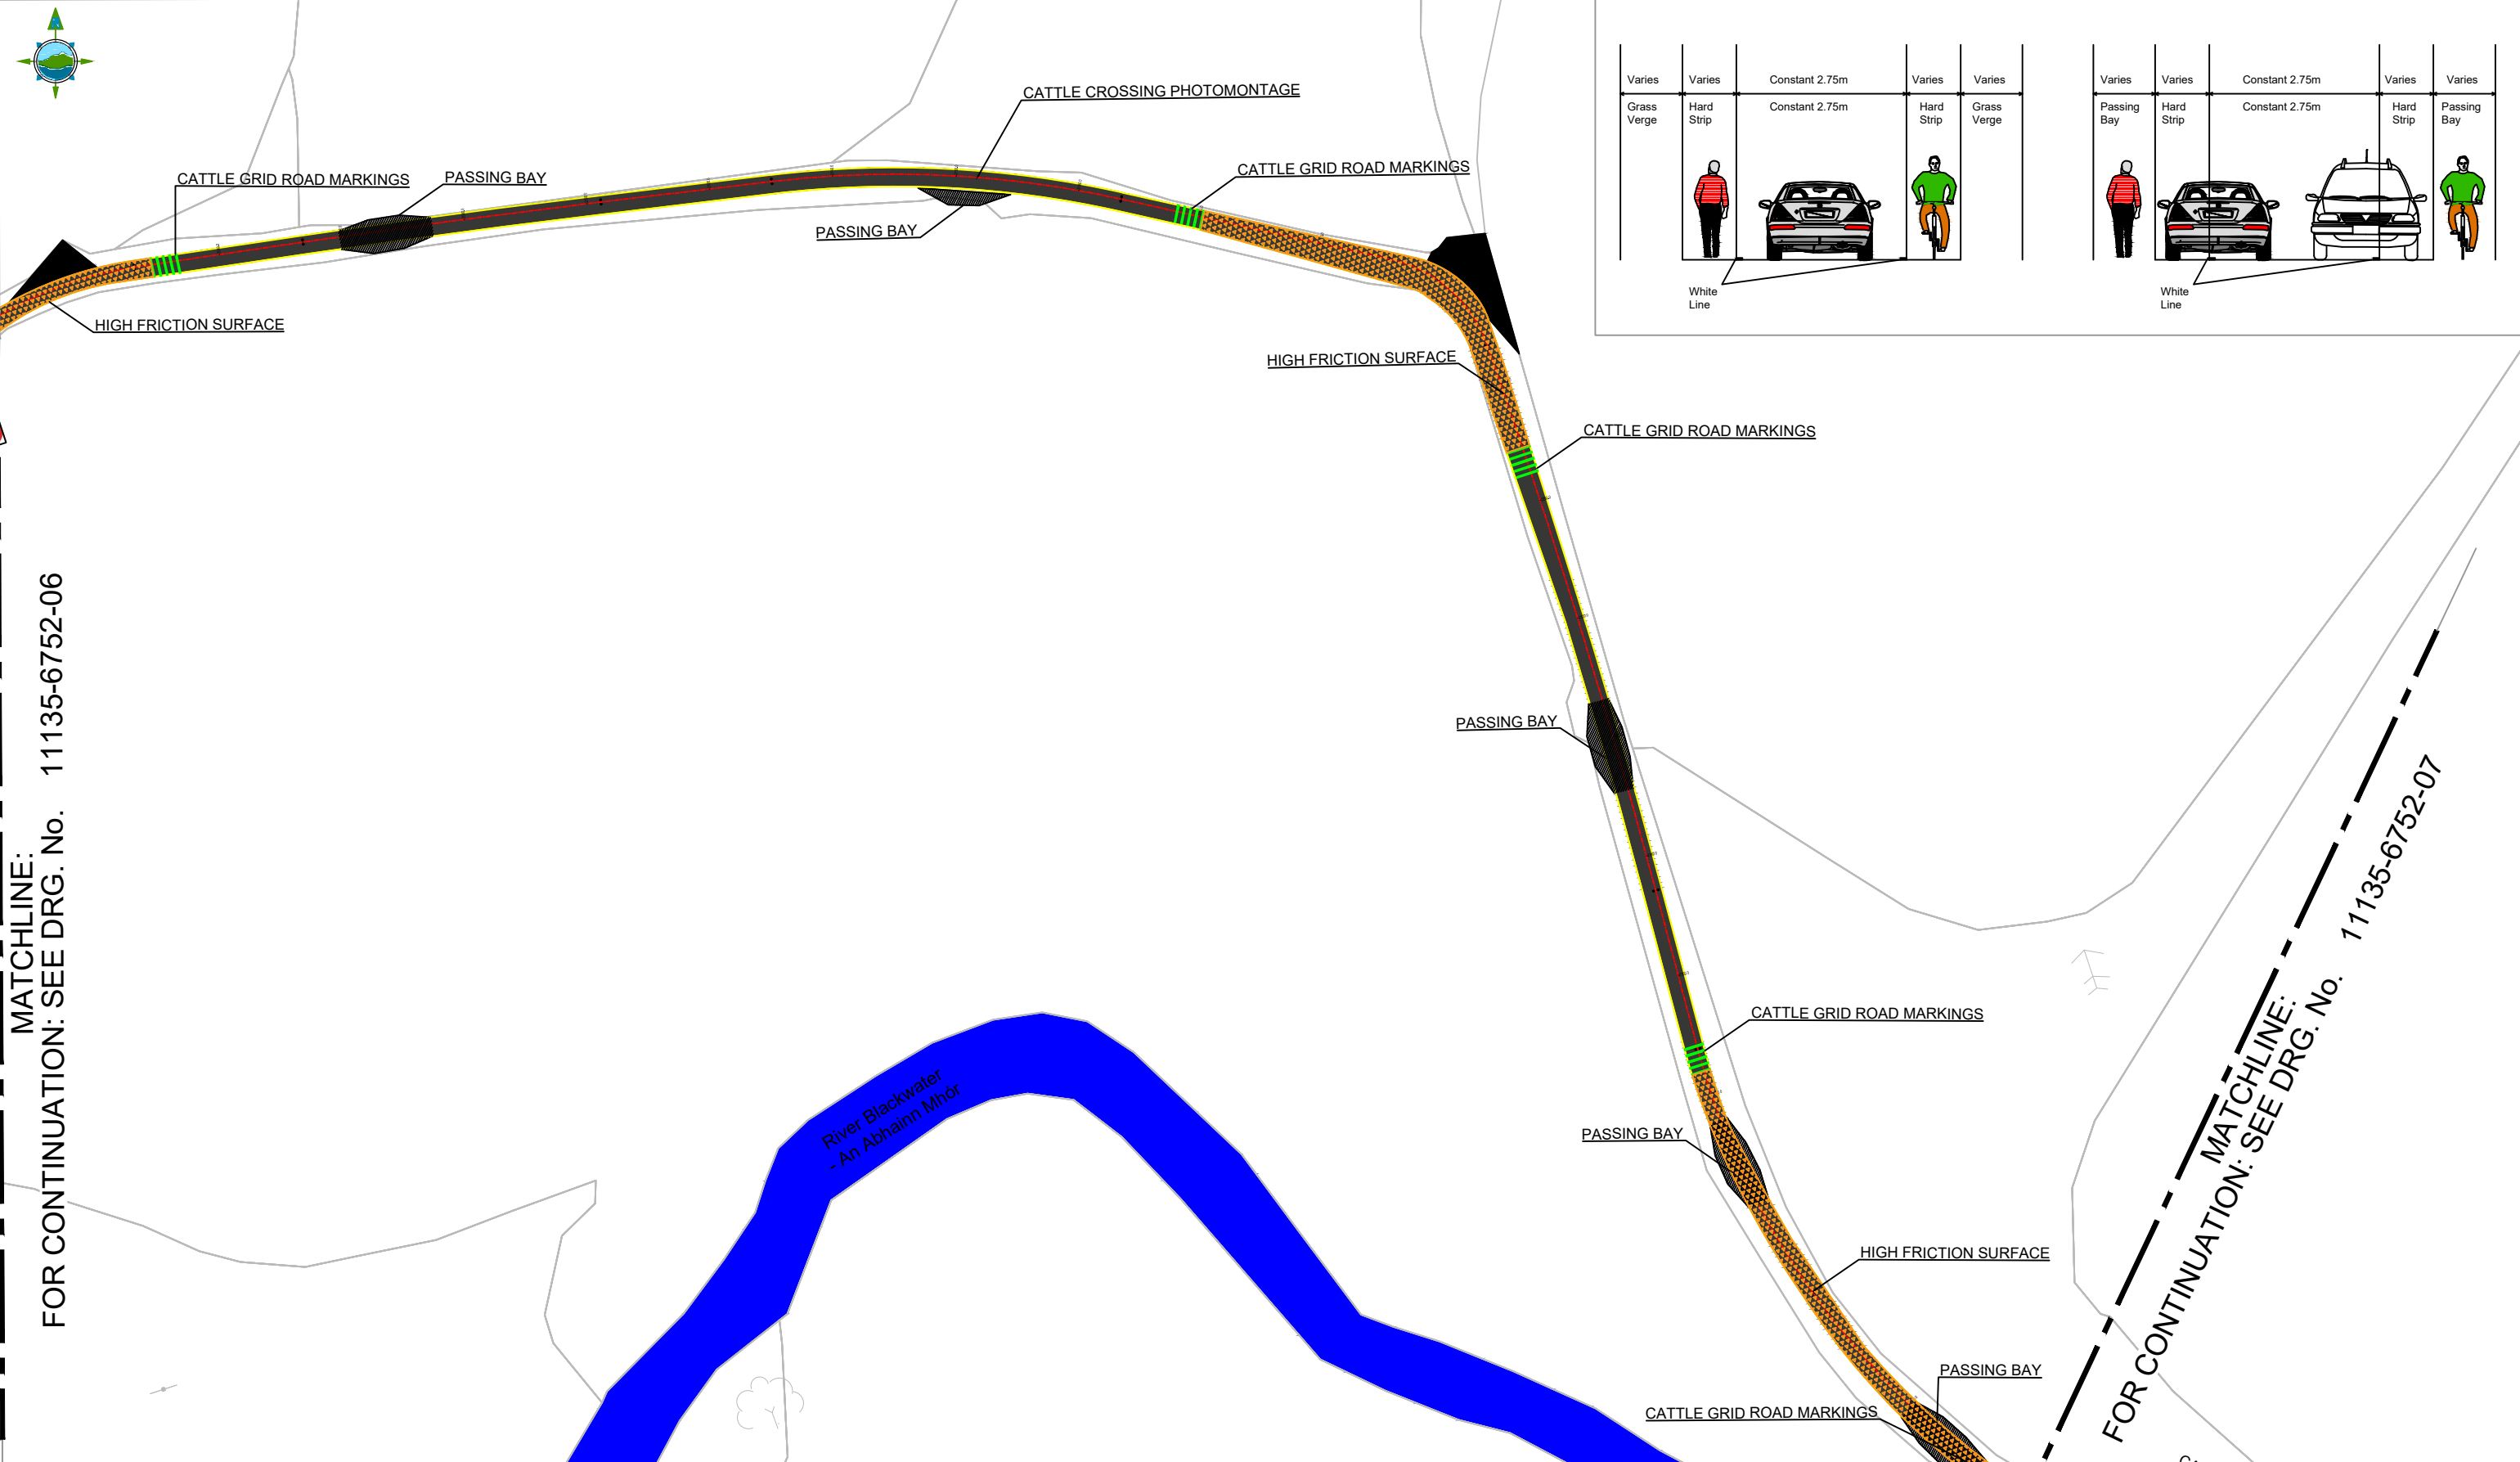 CATTLE CROSSING PHOTOMONTAGE
CATTLE GRID ROAD MARKINGS
PASSING BAY
CATTLE GRID ROAD MARKINGS
PASSING BAY
HIGH FRICTION SURFACE
HIGH FRICTION SURFACE
CATTLE GRID ROAD MARKINGS
PASSING BAY
CATTLE GRID ROAD MARKINGS
PASSING BAY
HIGH FRICTION SURFACE
PASSING BAY
CATTLE GRID ROAD MARKINGS
Varies
Varies
Constant 2.75m
Varies
Varies
Grass
Verge
Hard
Strip
Constant 2.75m
Hard
Strip
Grass
Verge
White
Line
Varies
Varies
Constant 2.75m
Varies
Varies
Passing
Bay
Hard
Strip
Constant 2.75m
Hard
Strip
Passing
Bay
White
Line
MATCHLINE:
FOR CONTINUATION: SEE DRG. No. 11135-6752-06
River Blackwater
- An Abhainn Mhór
MATCHLINE:
FOR CONTINUATION: SEE DRG. No. 11135-6752-07